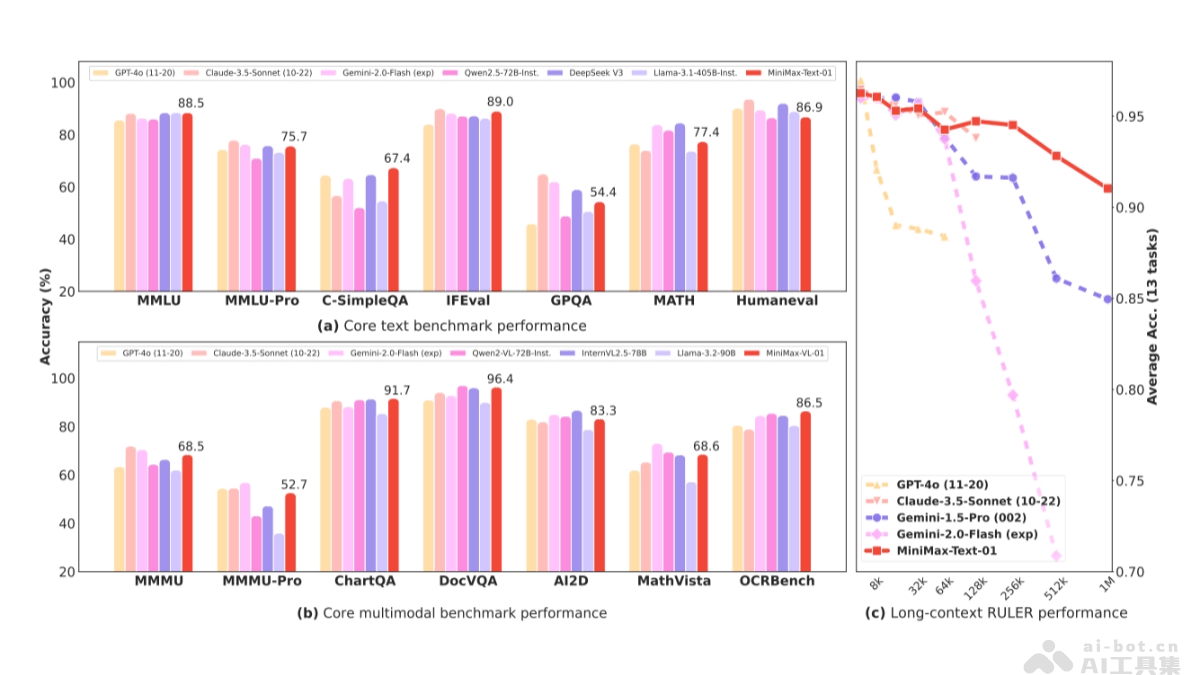 GPT-4o (11-20) Claude-3.5-Sonnet (10-22) Gemini-2.0-Flash (exp) Qwen2.5-72B-Inst. DeepSeek V3 Llama-3.1-405B-Inst. MiniMax-Text-01
Accuracy (%)
100
80
60
40
20
88.5
75.7
67.4
89.0
54.4
77.4
86.9
MMLU MMLU-Pro C-SimpleQA IFEval GPQA MATH Humaneval
(a) Core text benchmark performance
GPT-4o (11-20) Claude-3.5-Sonnet (10-22) Gemini-2.0-Flash (exp) Qwen2-VL-72B-Inst. InternVL2.5-78B Llama-3.2-90B MiniMax-VL-01
100
80
60
40
20
68.5
52.7
91.7
96.4
83.3
68.6
86.5
MMMU MMMU-Pro ChartQA DocVQA AI2D MathVista OCRBench
(b) Core multimodal benchmark performance
0.95
0.90
0.85
0.80
0.75
0.70
Average Acc. (13 tasks)
GPT-4o (11-20)
Claude-3.5-Sonnet (10-22)
Gemini-1.5-Pro (002)
Gemini-2.0-Flash (exp)
MiniMax-Text-01
8k 32k 64k 128k 256k 512k 1M
(c) Long-context RULER performance
ai-bot.cn
AI工具集